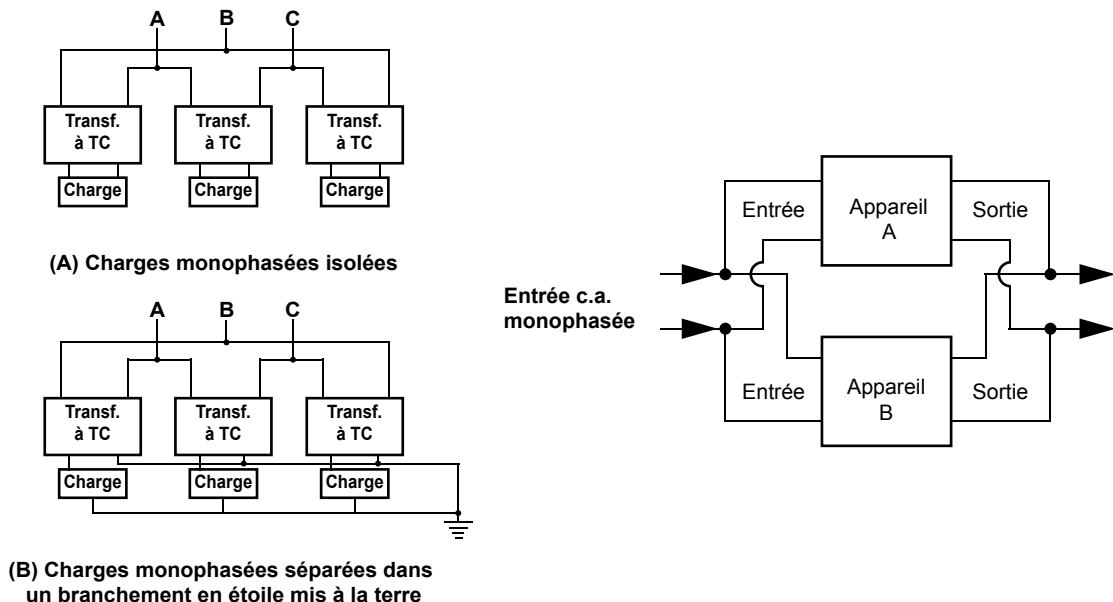 A B C
Transf. à TC
Transf. à TC
Transf. à TC
Charge
Charge
Charge
(A) Charges monophasées isolées
A B C
Transf. à TC
Transf. à TC
Transf. à TC
Charge
Charge
Charge
(B) Charges monophasées séparées dans
un branchement en étoile mis à la terre
Entrée c.a.
monophasée
Entrée
Appareil
A
Sortie
Entrée
Appareil
B
Sortie